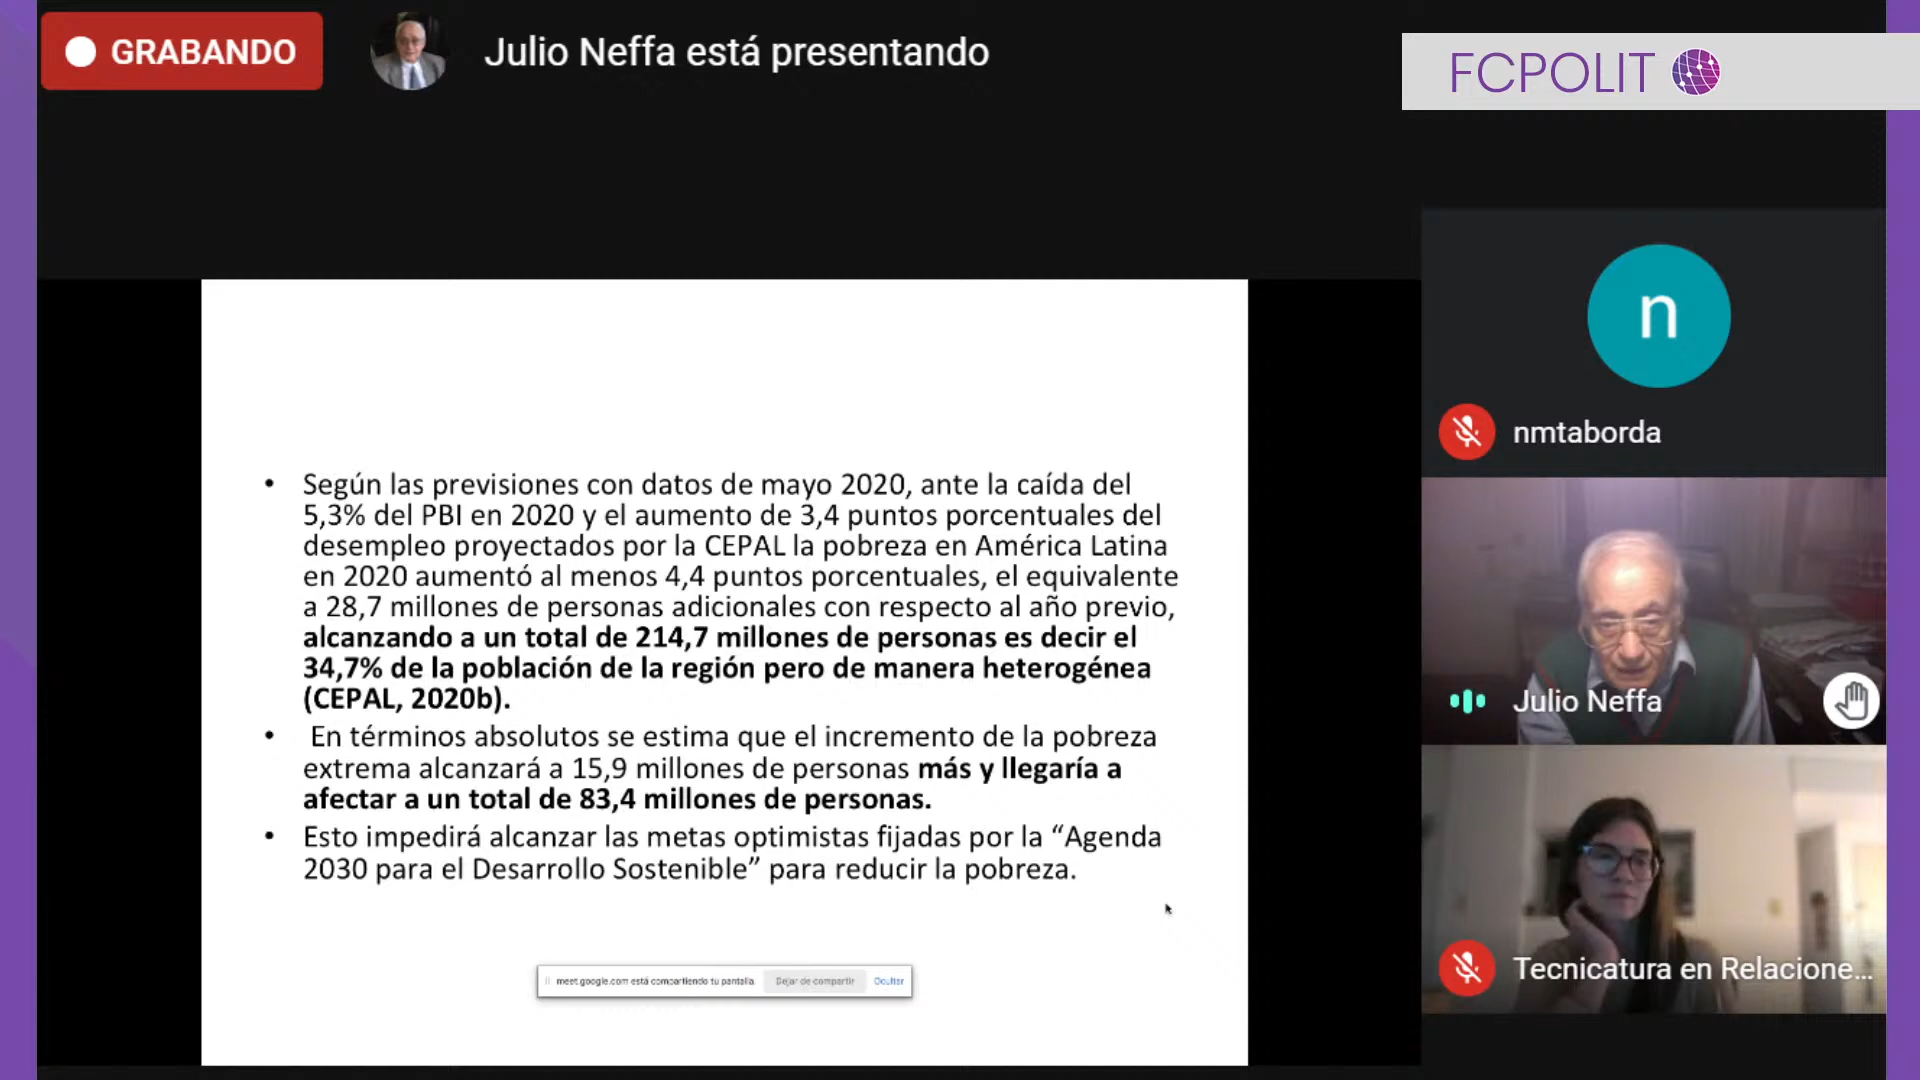 GRABANDO
Julio Neffa está presentando
FCPOLIT
n
nmtaborda
Julio Neffa
Tecnicatura en Relacione...
• Según las previsiones con datos de mayo 2020, ante la caída del
5,3% del PBI en 2020 y el aumento de 3,4 puntos porcentuales del
desempleo proyectados por la CEPAL la pobreza en América Latina
en 2020 aumentó al menos 4,4 puntos porcentuales, el equivalente
a 28,7 millones de personas adicionales con respecto al año previo,
alcanzando a un total de 214,7 millones de personas es decir el
34,7% de la población de la región pero de manera heterogénea
(CEPAL, 2020b).
• En términos absolutos se estima que el incremento de la pobreza
extrema alcanzará a 15,9 millones de personas más y llegaría a
afectar a un total de 83,4 millones de personas.
• Esto impedirá alcanzar las metas optimistas fijadas por la “Agenda
2030 para el Desarrollo Sostenible” para reducir la pobreza.
meet.google.com está compartiendo tu pantalla. Dejar de compartir Ocultar